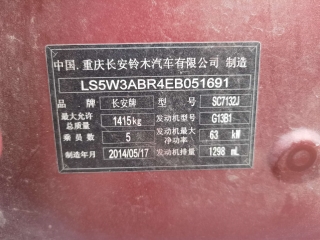 中国.重庆长安铃木汽车有限公司 制造
LS5W3ABR4EB051691
品 牌 长安牌 型 号 SC7132J
最大允许总质量 1415kg 发动机型号 G13B1
乘员数 5 发动机最大净功率 63 kW
制造年月 2014/05/17 发动机排量 1298 mL